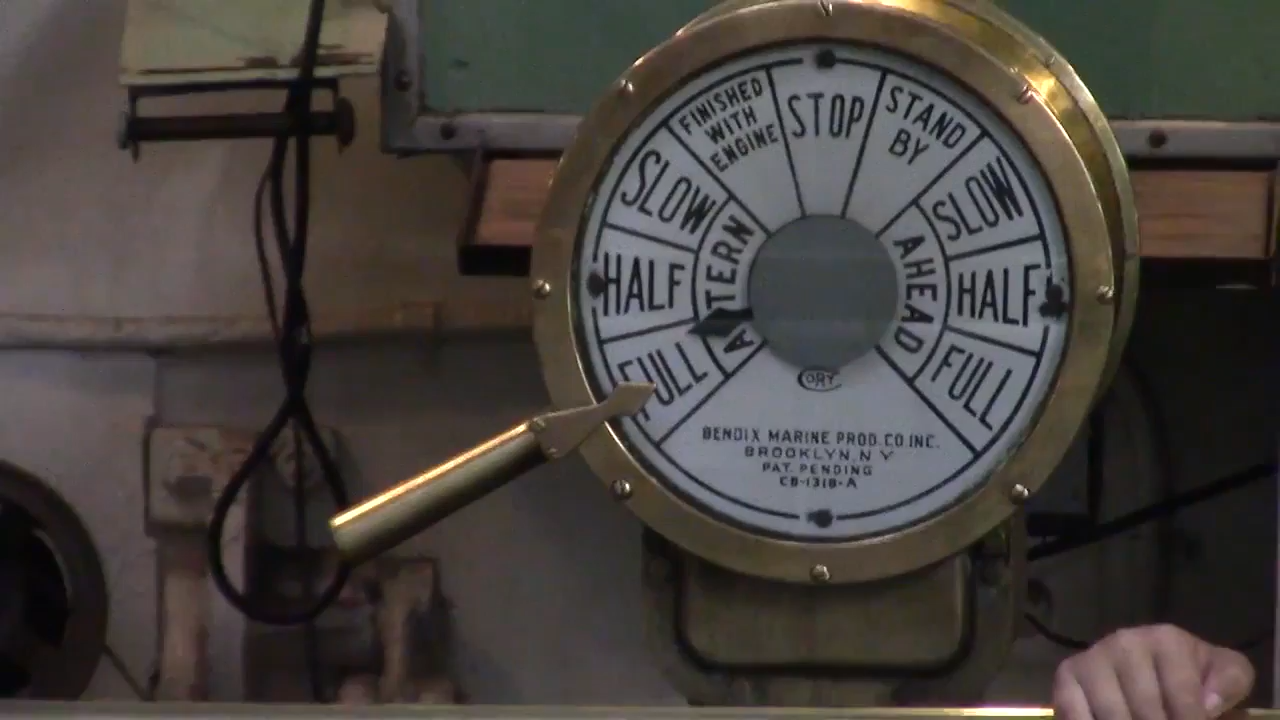 FINISHED
WITH
ENGINE
STOP
STAND
BY
SLOW
SLOW
HALF
HALF
FULL
FULL
ASTERN
AHEAD
CORY
BENDIX MARINE PROD.CO.INC.
BROOKLYN, N.Y.
PAT. PENDING
CB-1318-A